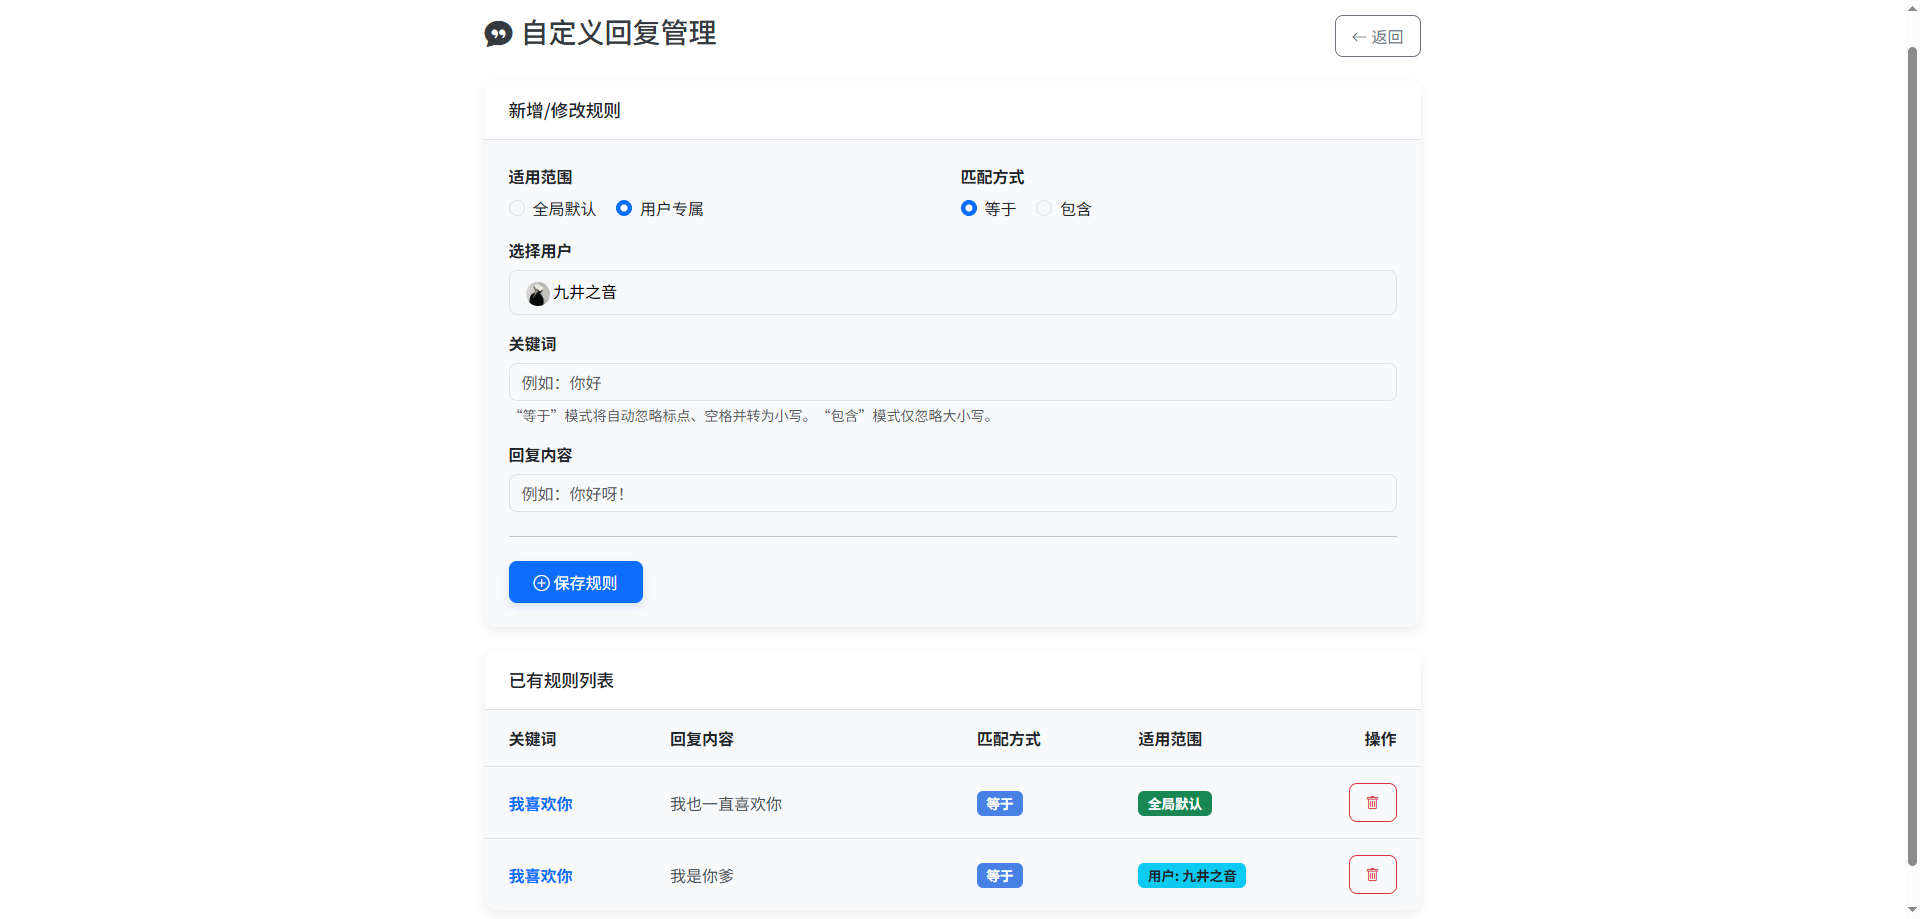 自定义回复管理
← 返回
新增/修改规则
适用范围
匹配方式
全局默认
用户专属
等于
包含
选择用户
九井之音
关键词
例如：你好
“等于”模式将自动忽略标点、空格并转为小写。 “包含”模式仅忽略大小写。
回复内容
例如：你好呀！
保存规则
已有规则列表
关键词 回复内容 匹配方式 适用范围 操作
我喜欢你 我也一直喜欢你 等于 全局默认
我喜欢你 我是你爹 等于 用户: 九井之音